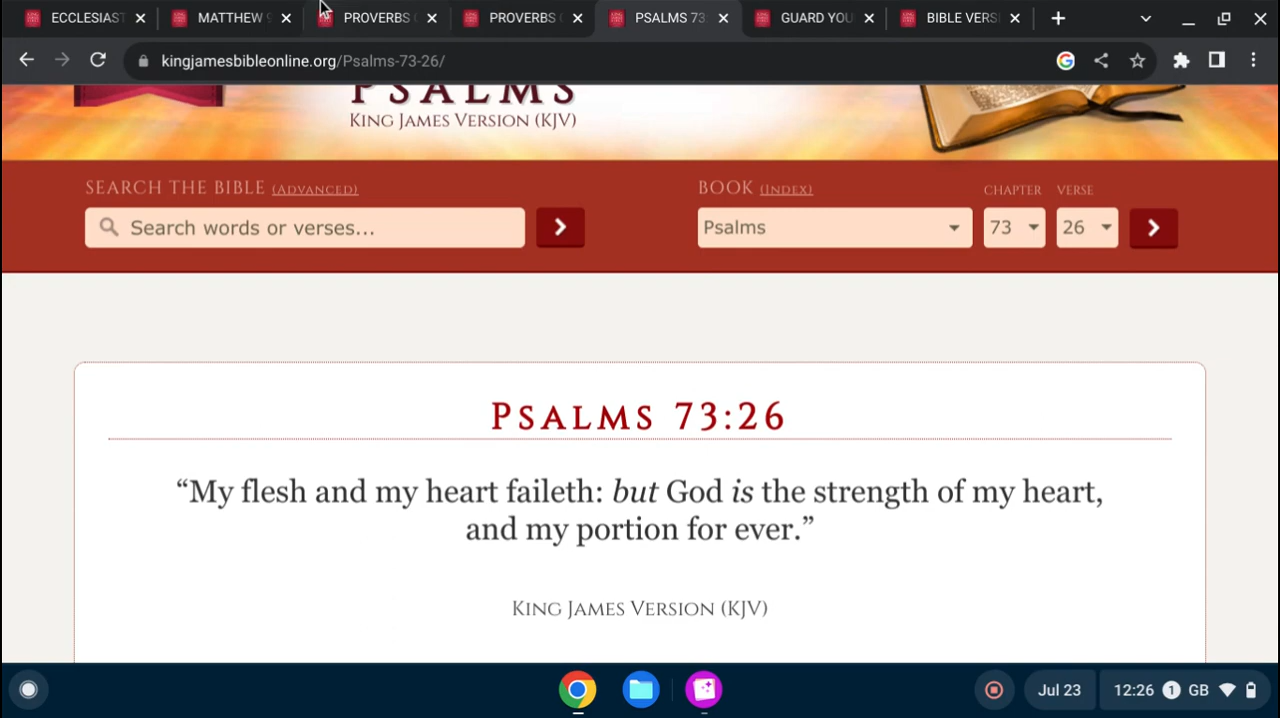 ECCLESIAST MATTHEW 9 PROVERBS PROVERBS PSALMS 73 GUARD YOU BIBLE VERS
kingjamesbibleonline.org/Psalms-73-26/
PSALMS
KING JAMES VERSION (KJV)
SEARCH THE BIBLE (ADVANCED) BOOK (INDEX) CHAPTER VERSE
Search words or verses... Psalms 73 26
PSALMS 73:26
“My flesh and my heart faileth: but God is the strength of my heart,
and my portion for ever.”
KING JAMES VERSION (KJV)
Jul 23 12:26 1 GB